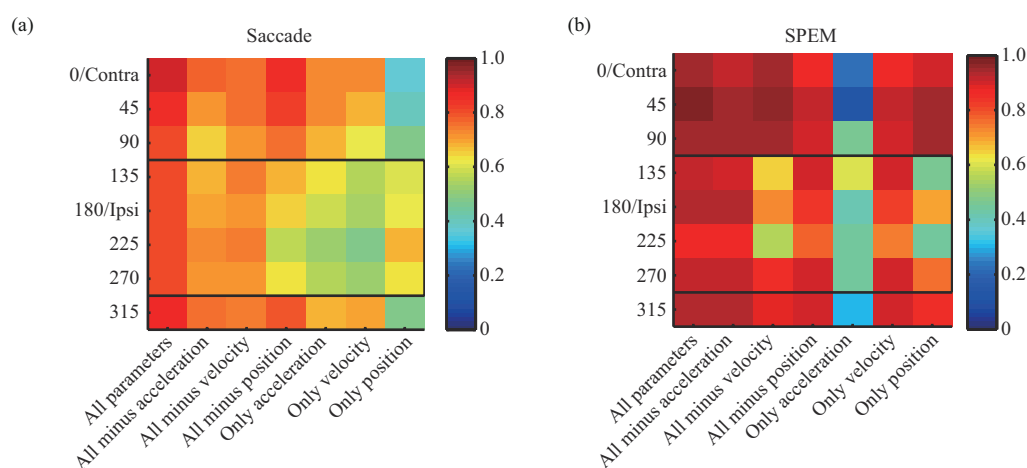 (a)
Saccade
0/Contra
45
90
135
180/Ipsi
225
270
315
All parameters
All minus acceleration
All minus velocity
All minus position
Only acceleration
Only velocity
Only position
1.0
0.8
0.6
0.4
0.2
0
(b)
SPEM
0/Contra
45
90
135
180/Ipsi
225
270
315
All parameters
All minus acceleration
All minus velocity
All minus position
Only acceleration
Only velocity
Only position
1.0
0.8
0.6
0.4
0.2
0